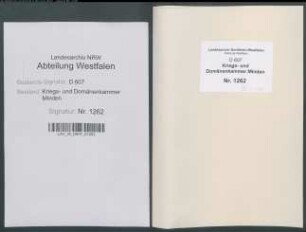 Landesarchiv NRW
Abteilung Westfalen
Bestands-Signatur: D 607
Bestand: Kriegs- und Domänenkammer
Minden
Signatur: Nr. 1262
Landesarchiv Nordrhein-Westfalen
D 607
Kriegs- und
Domänenkammer Minden
Nr. 1262